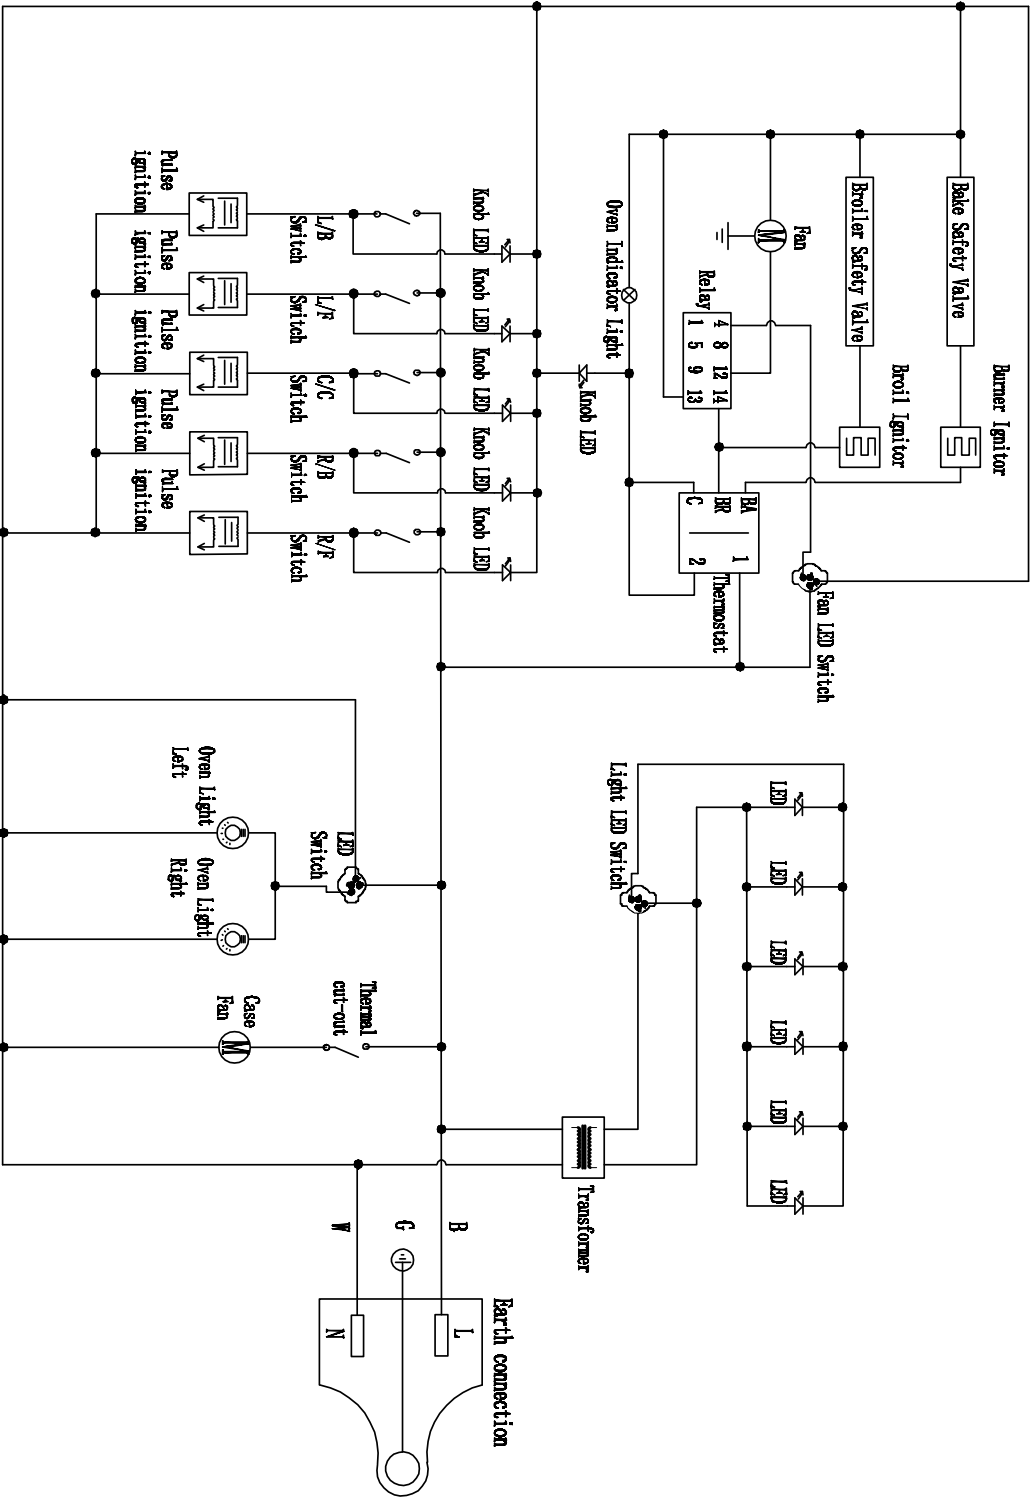 Burner Ignitor
Bake Safety Valve
Broil Ignitor
Broiler Safety Valve
Fan LED Switch
Fan
M
Relay
4 8 12 14
1 5 9 13
BA
BR
C
1
2
Thermostat
Oven Indicator Light
Knob LED
LED
LED
LED
LED
LED
LED
Light LED Switch
Transformer
Knob LED
Knob LED
Knob LED
Knob LED
Knob LED
Earth connection
L/B
Switch
L/F
Switch
C/C
Switch
R/B
Switch
R/F
Switch
LED
Switch
Thermal
cut-out
B
G
W
L
N
Pulse
ignition
Pulse
ignition
Pulse
ignition
Pulse
ignition
Pulse
ignition
Oven Light
Left
Oven Light
Right
Case
Fan
M